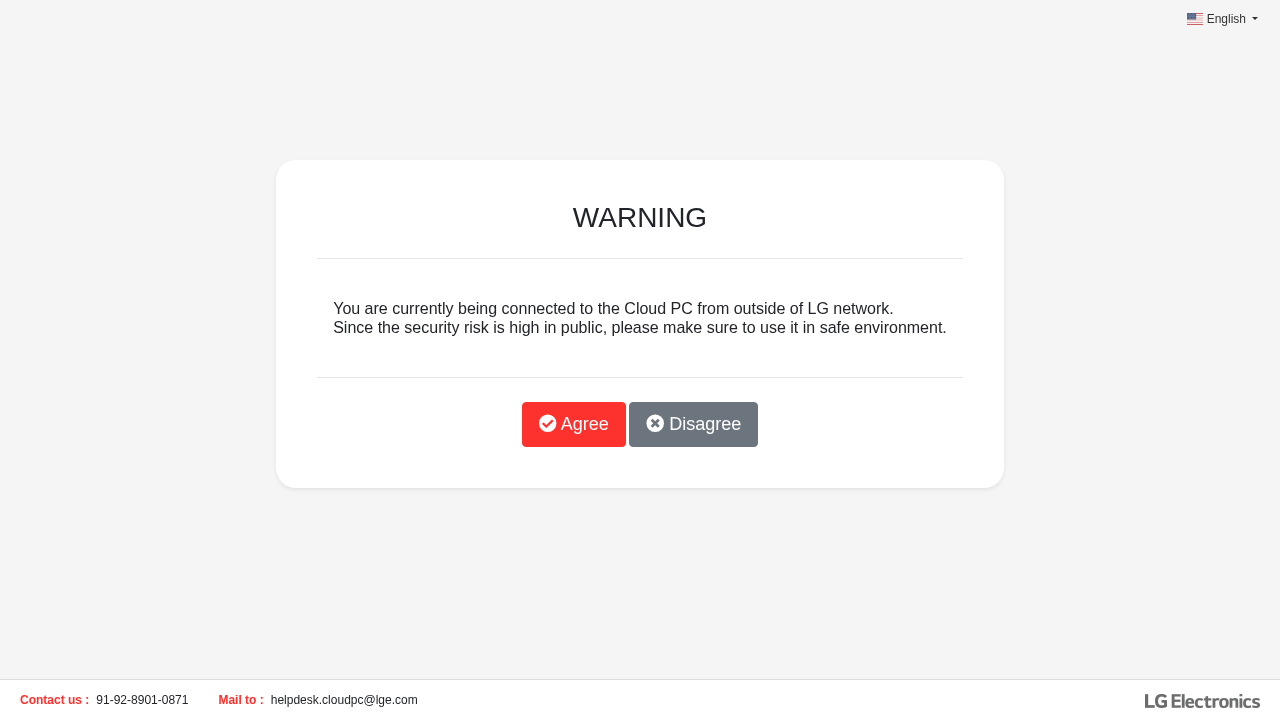 English
WARNING
You are currently being connected to the Cloud PC from outside of LG network.
Since the security risk is high in public, please make sure to use it in safe environment.
Agree
Disagree
Contact us : 91-92-8901-0871
Mail to : helpdesk.cloudpc@lge.com
LG Electronics